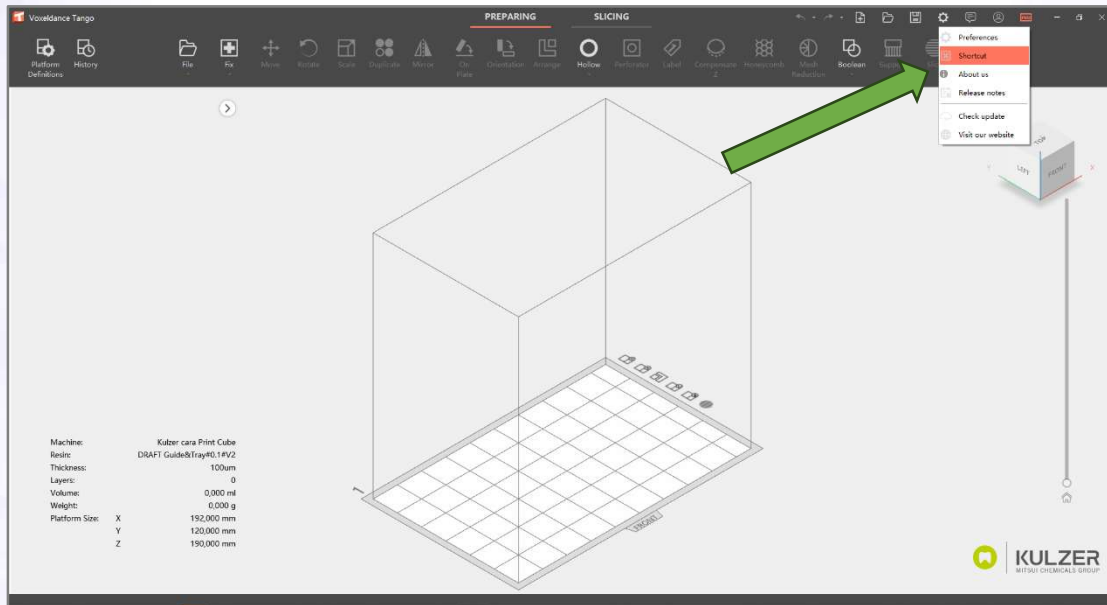 Voxeldance Tango
PREPARING SLICING
PRO
Platform Definitions
History
File
Fix
Move
Rotate
Scale
Duplicate
Mirror
On Plate
Orientation
Arrange
Hollow
Perforator
Label
Compensate Z
Honeycomb
Mesh Reduction
Boolean
Preferences
Shortcut
About us
Release notes
Check update
Visit our website
TOP
LEFT
FRONT
X
Machine: Kulzer cara Print Cube
Resin: DRAFT Guide&Tray#0.1#V2
Thickness: 100um
Layers: 0
Volume: 0,000 ml
Weight: 0,000 g
Platform Size: X 192,000 mm
Y 120,000 mm
Z 190,000 mm
FRONT
KULZER
MITSUI CHEMICALS GROUP